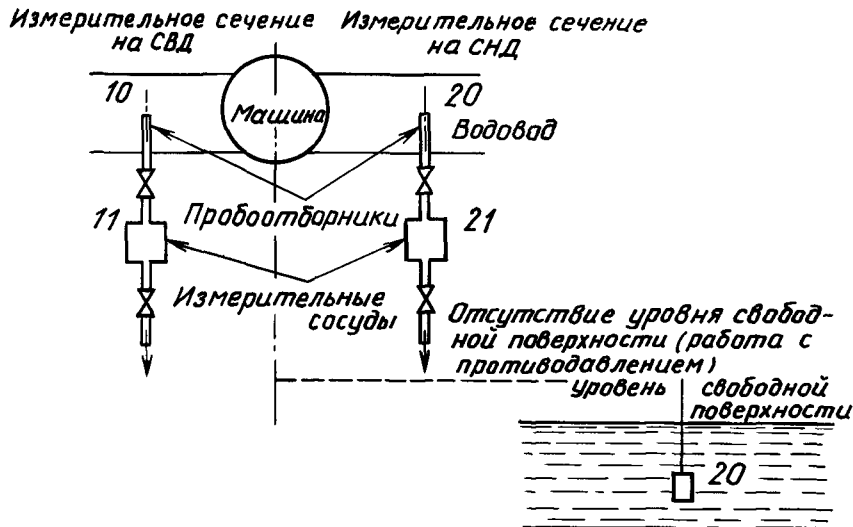 Измерительное сечение
на СВД
Измерительное сечение
на СНД
10
Машина
20
Водовад
Пробоотборники
11
21
Измерительные
сосуды
Отсутствие уровня свобод-
ной поверхности (работа с
противодавлением)
уровень свободной
поверхности
20